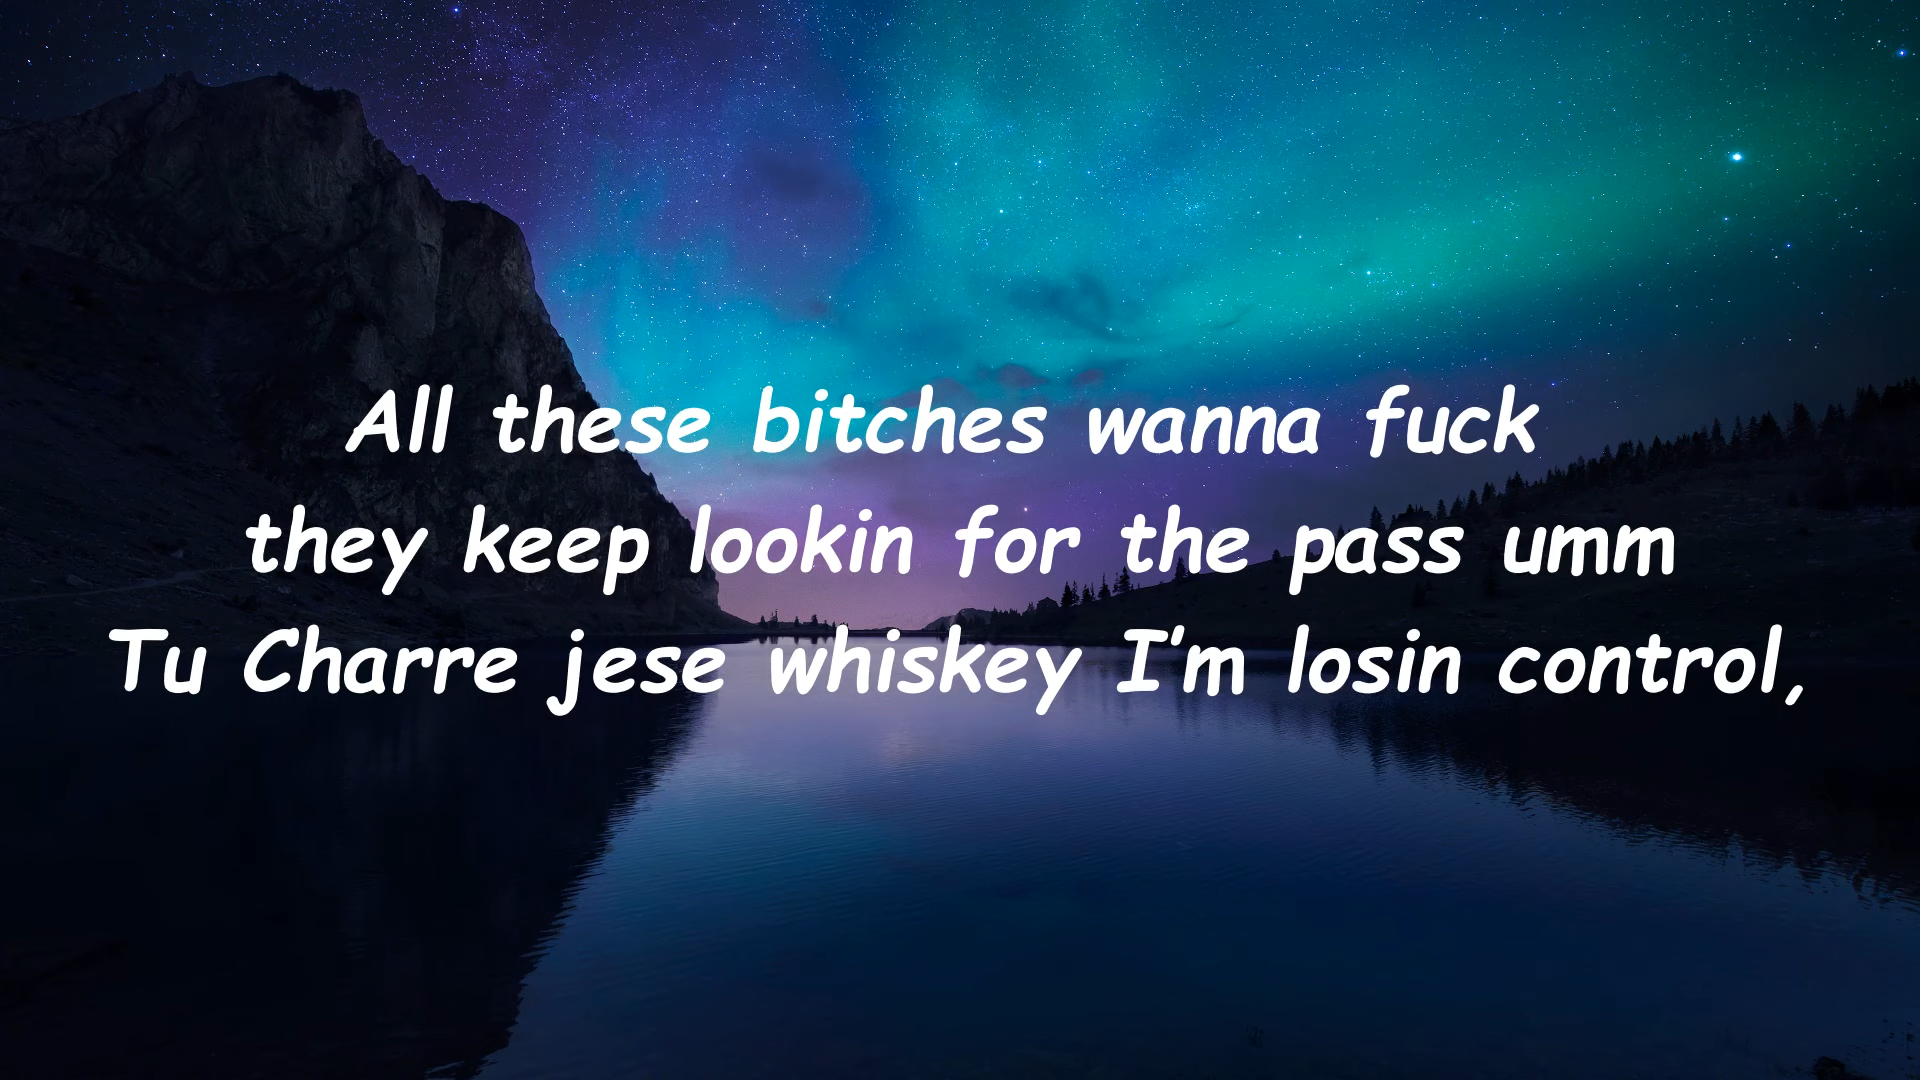 All these bitches wanna fuck
they keep lookin for the pass umm
Tu Charre jese whiskey I'm losin control,